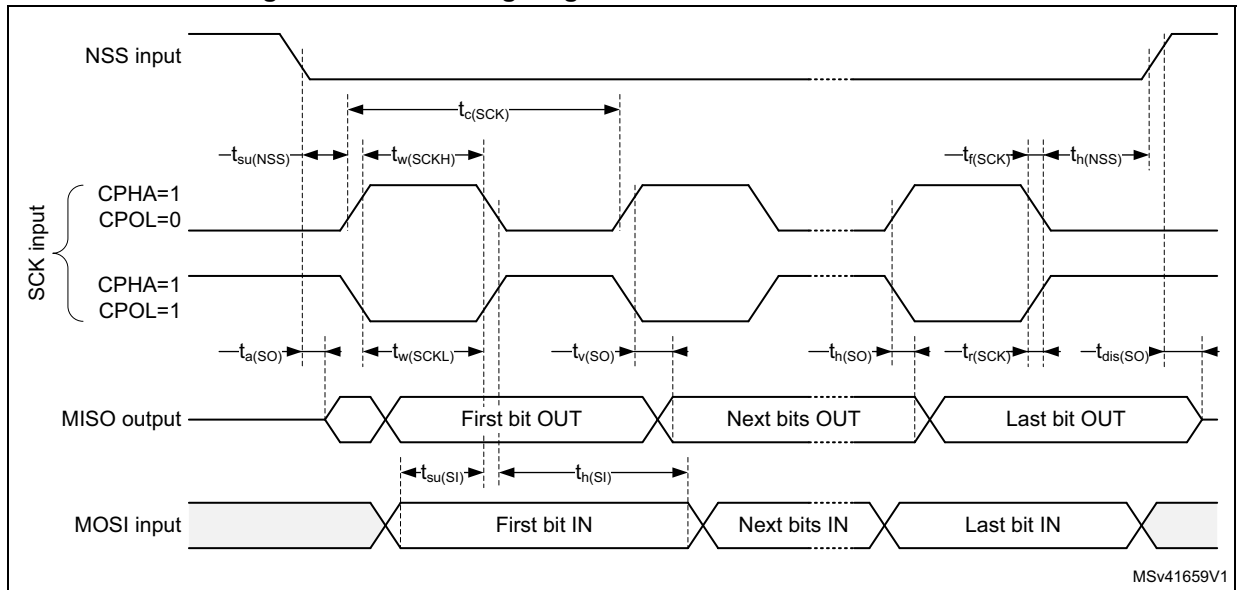 NSS input
tc(SCK)
tsu(NSS)
tw(SCKH)
tf(SCK)
th(NSS)
SCK input
CPHA=1
CPOL=0
CPHA=1
CPOL=1
ta(SO)
tw(SCKL)
tv(SO)
th(SO)
tr(SCK)
tdis(SO)
MISO output
First bit OUT
Next bits OUT
Last bit OUT
tsu(SI)
th(SI)
MOSI input
First bit IN
Next bits IN
Last bit IN
MSv41659V1